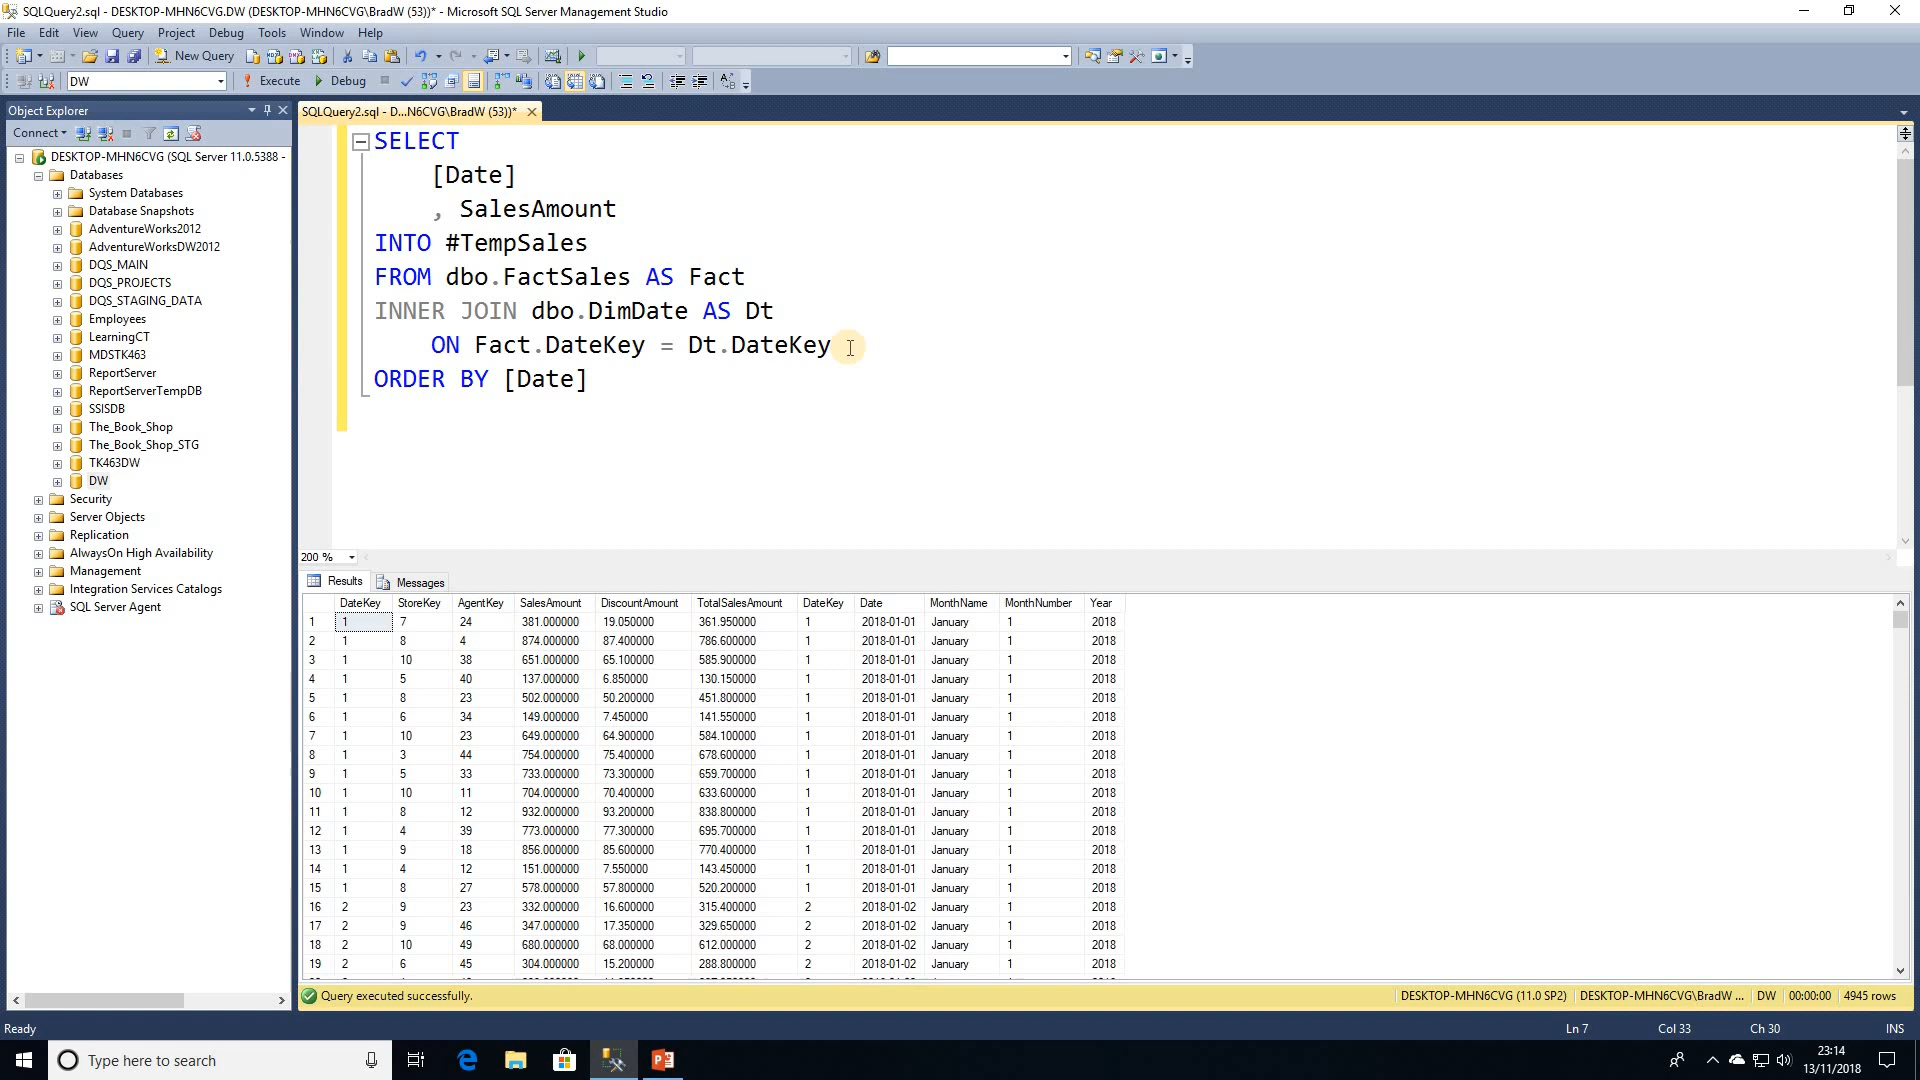 SQLQuery2.sql - DESKTOP-MHN6CVG.DW (DESKTOP-MHN6CVG\BradW (53))* - Microsoft SQL Server Management Studio
File Edit View Query Project Debug Tools Window Help
New Query
DW Execute Debug
Object Explorer
Connect
DESKTOP-MHN6CVG (SQL Server 11.0.5388 -
Databases
System Databases
Database Snapshots
AdventureWorks2012
AdventureWorksDW2012
DQS_MAIN
DQS_PROJECTS
DQS_STAGING_DATA
Employees
LearningCT
MDSTK463
ReportServer
ReportServerTempDB
SSISDB
The_Book_Shop
The_Book_Shop_STG
TK463DW
DW
Security
Server Objects
Replication
AlwaysOn High Availability
Management
Integration Services Catalogs
SQL Server Agent
SQLQuery2.sql - D...N6CVG\BradW (53))*
SELECT
[Date]
, SalesAmount
INTO #TempSales
FROM dbo.FactSales AS Fact
INNER JOIN dbo.DimDate AS Dt
ON Fact.DateKey = Dt.DateKey
ORDER BY [Date]
200 %
Results Messages
DateKey StoreKey AgentKey SalesAmount DiscountAmount TotalSalesAmount DateKey Date MonthName MonthNumber Year
1 1 7 24 381.000000 19.050000 361.950000 1 2018-01-01 January 1 2018
2 1 8 4 874.000000 87.400000 786.600000 1 2018-01-01 January 1 2018
3 1 10 38 651.000000 65.100000 585.900000 1 2018-01-01 January 1 2018
4 1 5 40 137.000000 6.850000 130.150000 1 2018-01-01 January 1 2018
5 1 8 23 502.000000 50.200000 451.800000 1 2018-01-01 January 1 2018
6 1 6 34 149.000000 7.450000 141.550000 1 2018-01-01 January 1 2018
7 1 10 23 649.000000 64.900000 584.100000 1 2018-01-01 January 1 2018
8 1 3 44 754.000000 75.400000 678.600000 1 2018-01-01 January 1 2018
9 1 5 33 733.000000 73.300000 659.700000 1 2018-01-01 January 1 2018
10 1 10 11 704.000000 70.400000 633.600000 1 2018-01-01 January 1 2018
11 1 8 12 932.000000 93.200000 838.800000 1 2018-01-01 January 1 2018
12 1 4 39 773.000000 77.300000 695.700000 1 2018-01-01 January 1 2018
13 1 9 18 856.000000 85.600000 770.400000 1 2018-01-01 January 1 2018
14 1 4 12 151.000000 7.550000 143.450000 1 2018-01-01 January 1 2018
15 1 8 27 578.000000 57.800000 520.200000 1 2018-01-01 January 1 2018
16 2 9 23 332.000000 16.600000 315.400000 2 2018-01-02 January 1 2018
17 2 9 46 347.000000 17.350000 329.650000 2 2018-01-02 January 1 2018
18 2 10 49 680.000000 68.000000 612.000000 2 2018-01-02 January 1 2018
19 2 6 45 304.000000 15.200000 288.800000 2 2018-01-02 January 1 2018
Query executed successfully. DESKTOP-MHN6CVG (11.0 SP2) DESKTOP-MHN6CVG\BradW ... DW 00:00:00 4945 rows
Ready Ln 7 Col 33 Ch 30 INS
Type here to search
23:14
13/11/2018